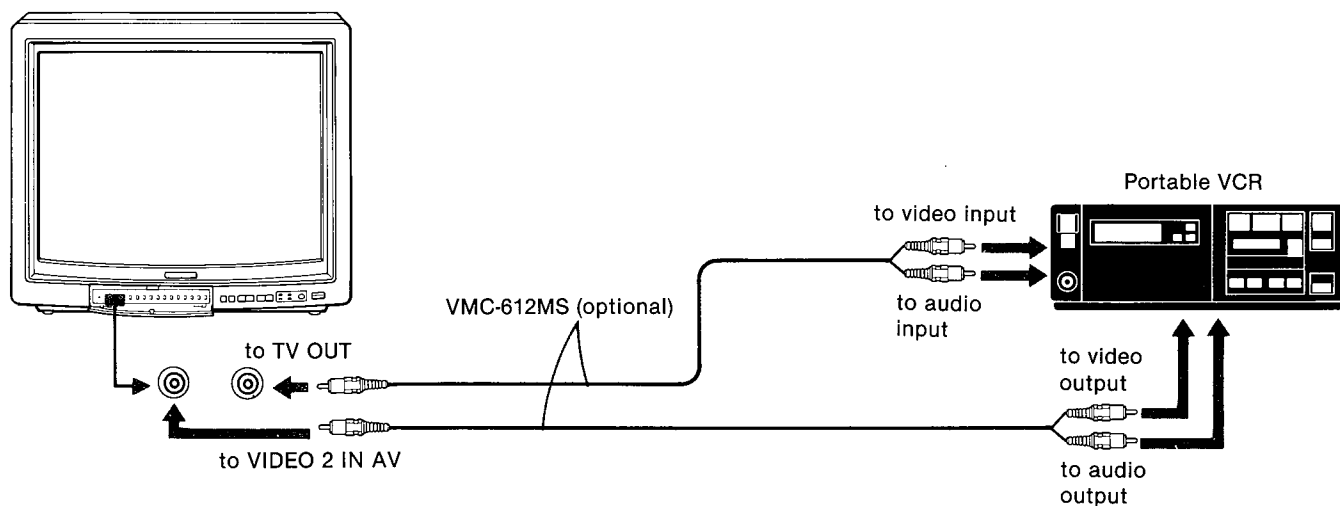 Portable VCR
to video input
to audio
input
VMC-612MS (optional)
to TV OUT
to video
output
to VIDEO 2 IN AV
to audio
output